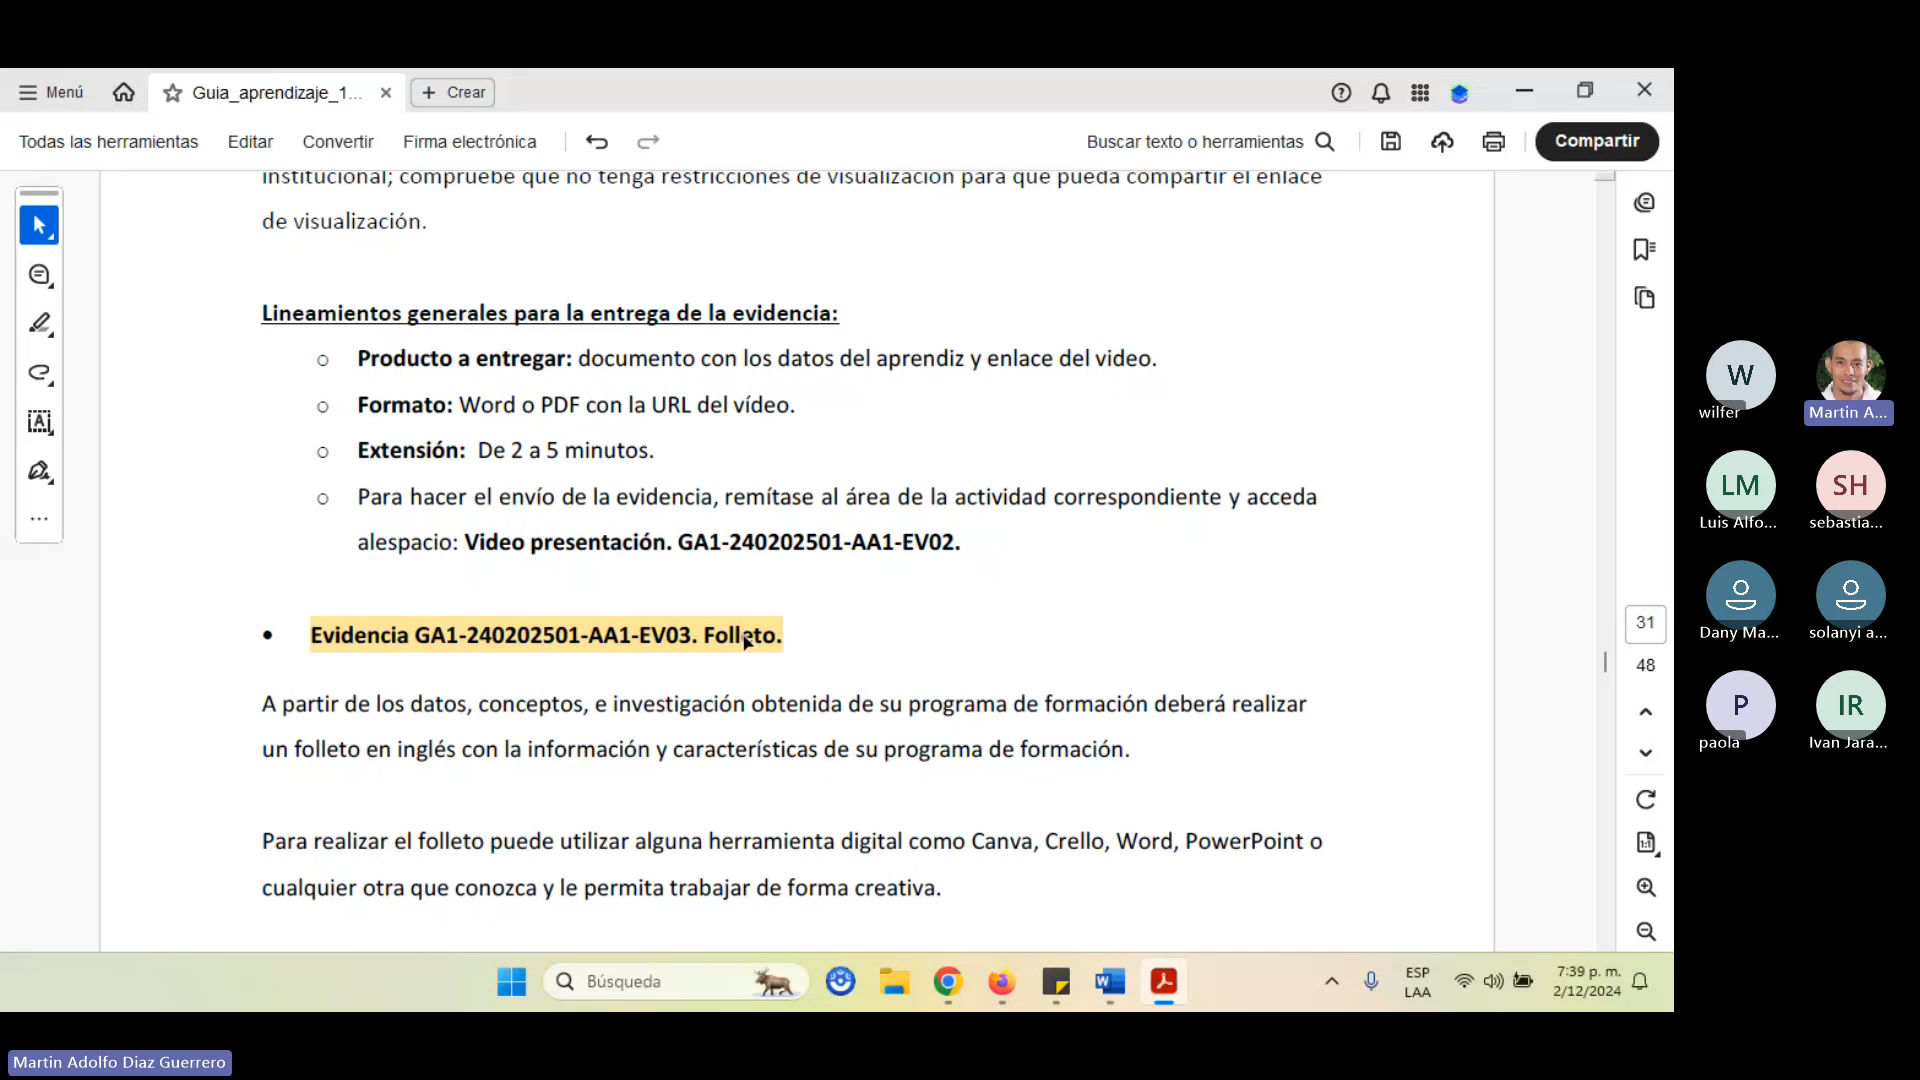 Menú
Guia_aprendizaje_1...
Crear
Todas las herramientas
Editar
Convertir
Firma electrónica
Buscar texto o herramientas
Compartir
institucional; compruebe que no tenga restricciones de visualización para que pueda compartir el enlace
de visualización.
Lineamientos generales para la entrega de la evidencia:
o Producto a entregar: documento con los datos del aprendiz y enlace del video.
o Formato: Word o PDF con la URL del vídeo.
o Extensión: De 2 a 5 minutos.
o Para hacer el envío de la evidencia, remítase al área de la actividad correspondiente y acceda
alespacio: Video presentación. GA1-240202501-AA1-EV02.
• Evidencia GA1-240202501-AA1-EV03. Folleto.
A partir de los datos, conceptos, e investigación obtenida de su programa de formación deberá realizar
un folleto en inglés con la información y características de su programa de formación.
Para realizar el folleto puede utilizar alguna herramienta digital como Canva, Crello, Word, PowerPoint o
cualquier otra que conozca y le permita trabajar de forma creativa.
31
48
1:1
W
wilfer
Martin A...
LM
Luis Alfo...
SH
sebastia...
Dany Ma...
solanyi a...
P
paola
IR
Ivan Jara...
Búsqueda
ESP
LAA
7:39 p. m.
2/12/2024
Martin Adolfo Diaz Guerrero